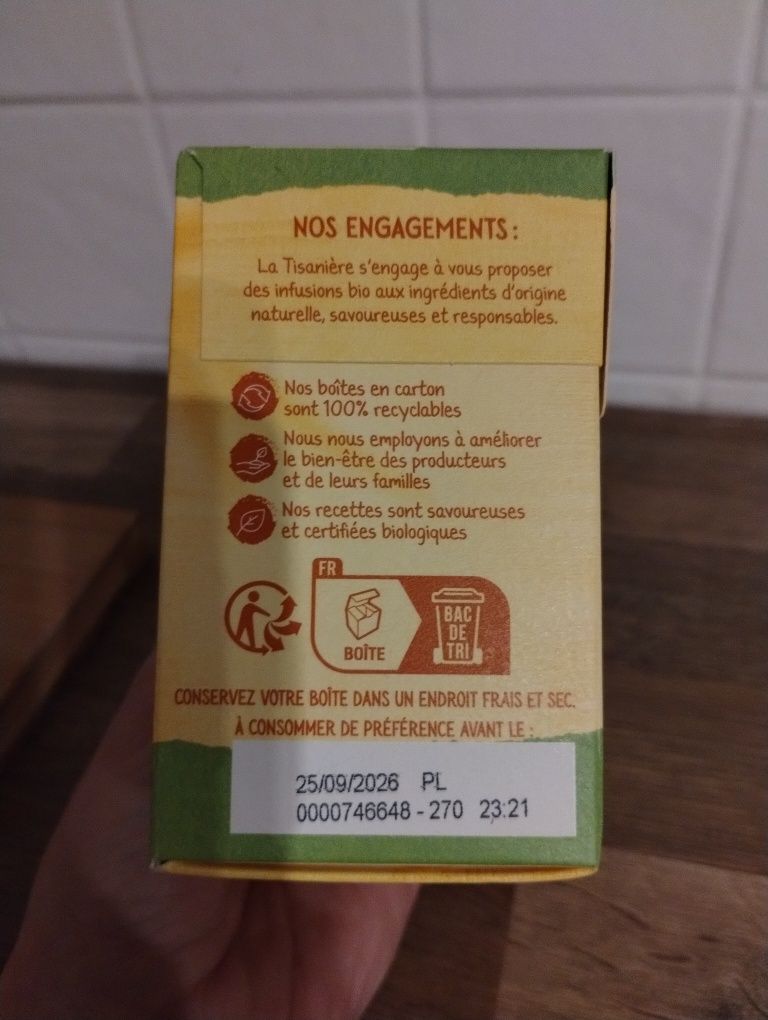 NOS ENGAGEMENTS :
La Tisanière s'engage à vous proposer
des infusions bio aux ingrédients d'origine
naturelle, savoureuses et responsables.
Nos boîtes en carton
sont 100% recyclables
Nous nous employons à améliorer
le bien-être des producteurs
et de leurs familles
Nos recettes sont savoureuses
et certifiées biologiques
FR
BOÎTE
BAC
DE
TRI
CONSERVEZ VOTRE BOÎTE DANS UN ENDROIT FRAIS ET SEC.
À CONSOMMER DE PRÉFÉRENCE AVANT LE :
25/09/2026 PL
0000746648 - 270 23:21